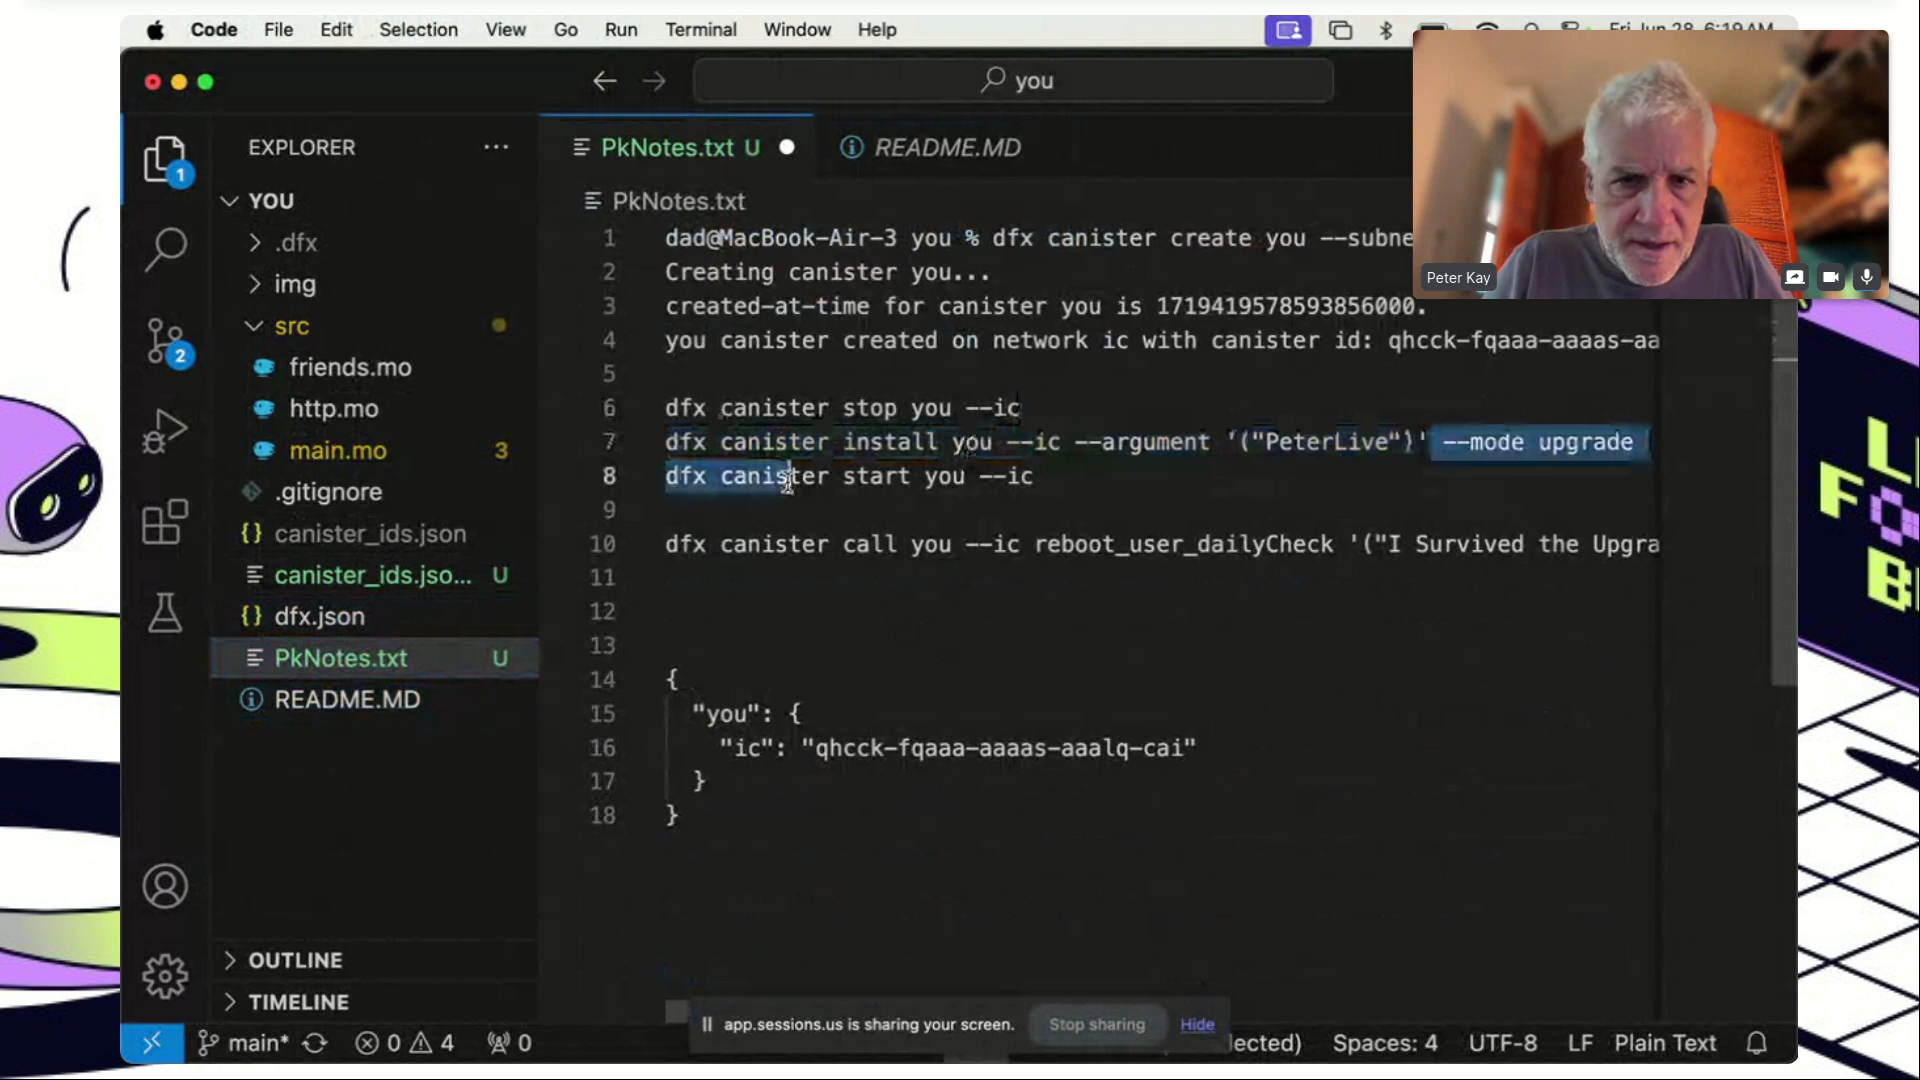 Code File Edit Selection View Go Run Terminal Window Help
Fri Jun 28 6:19 AM
you
EXPLORER
PkNotes.txt U
README.MD
YOU
PkNotes.txt
.dfx
img
src
friends.mo
http.mo
main.mo 3
.gitignore
canister_ids.json
canister_ids.jso... U
dfx.json
PkNotes.txt U
README.MD
OUTLINE
TIMELINE
1
2
1 dad@MacBook-Air-3 you % dfx canister create you --subne
2 Creating canister you...
3 created-at-time for canister you is 1719419578593856000.
4 you canister created on network ic with canister id: qhcck-fqaaa-aaaas-aa
5
6 dfx canister stop you --ic
7 dfx canister install you --ic --argument '("PeterLive")' --mode upgrade
8 dfx canister start you --ic
9
10 dfx canister call you --ic reboot_user_dailyCheck '("I Survived the Upgra
11
12
13
14 {
15 "you": {
16 "ic": "qhcck-fqaaa-aaaas-aaalq-cai"
17 }
18 }
Peter Kay
app.sessions.us is sharing your screen. Stop sharing Hide
main* 0 4 0 lected) Spaces: 4 UTF-8 LF Plain Text